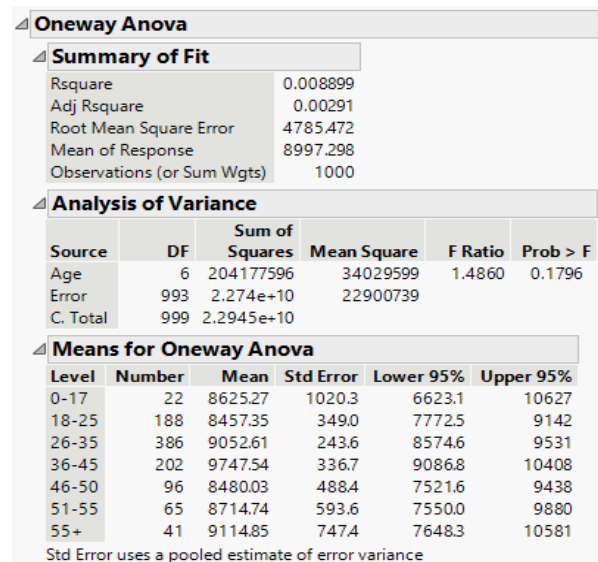 Oneway Anova
Summary of Fit
Rsquare 0.008899
Adj Rsquare 0.00291
Root Mean Square Error 4785.472
Mean of Response 8997.298
Observations (or Sum Wgts) 1000
Analysis of Variance
Sum of
Source DF Squares Mean Square F Ratio Prob > F
Age 6 204177596 34029599 1.4860 0.1796
Error 993 2.274e+10 22900739
C. Total 999 2.2945e+10
Means for Oneway Anova
Level Number Mean Std Error Lower 95% Upper 95%
0-17 22 8625.27 1020.3 6623.1 10627
18-25 188 8457.35 349.0 7772.5 9142
26-35 386 9052.61 243.6 8574.6 9531
36-45 202 9747.54 336.7 9086.8 10408
46-50 96 8480.03 488.4 7521.6 9438
51-55 65 8714.74 593.6 7550.0 9880
55+ 41 9114.85 747.4 7648.3 10581
Std Error uses a pooled estimate of error variance